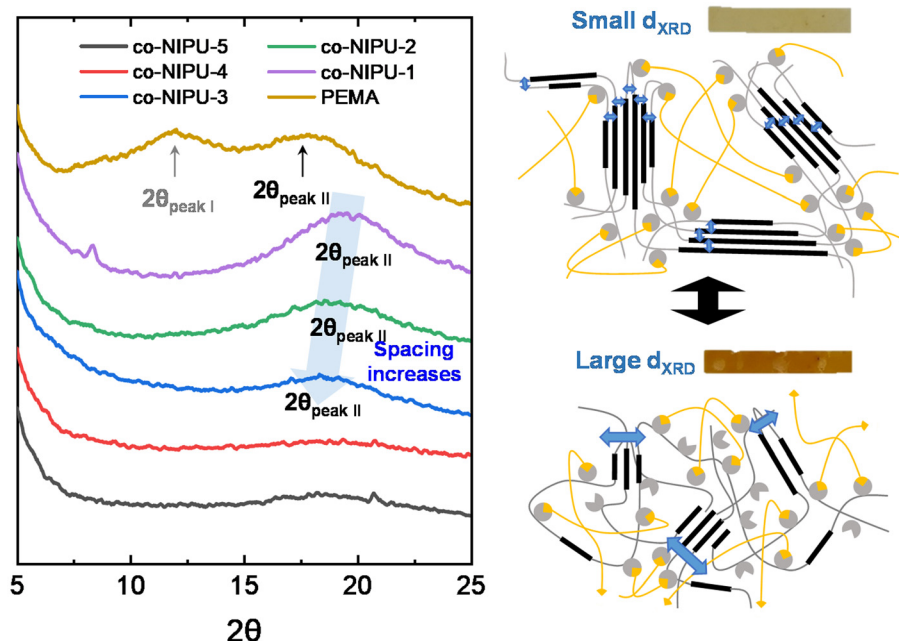 co-NIPU-5
co-NIPU-2
co-NIPU-4
co-NIPU-1
co-NIPU-3
PEMA
2θpeak I
2θpeak II
2θpeak II
2θpeak II
Spacing
increases
2θpeak II
5
10
15
20
25
2θ
Small dXRD
Large dXRD